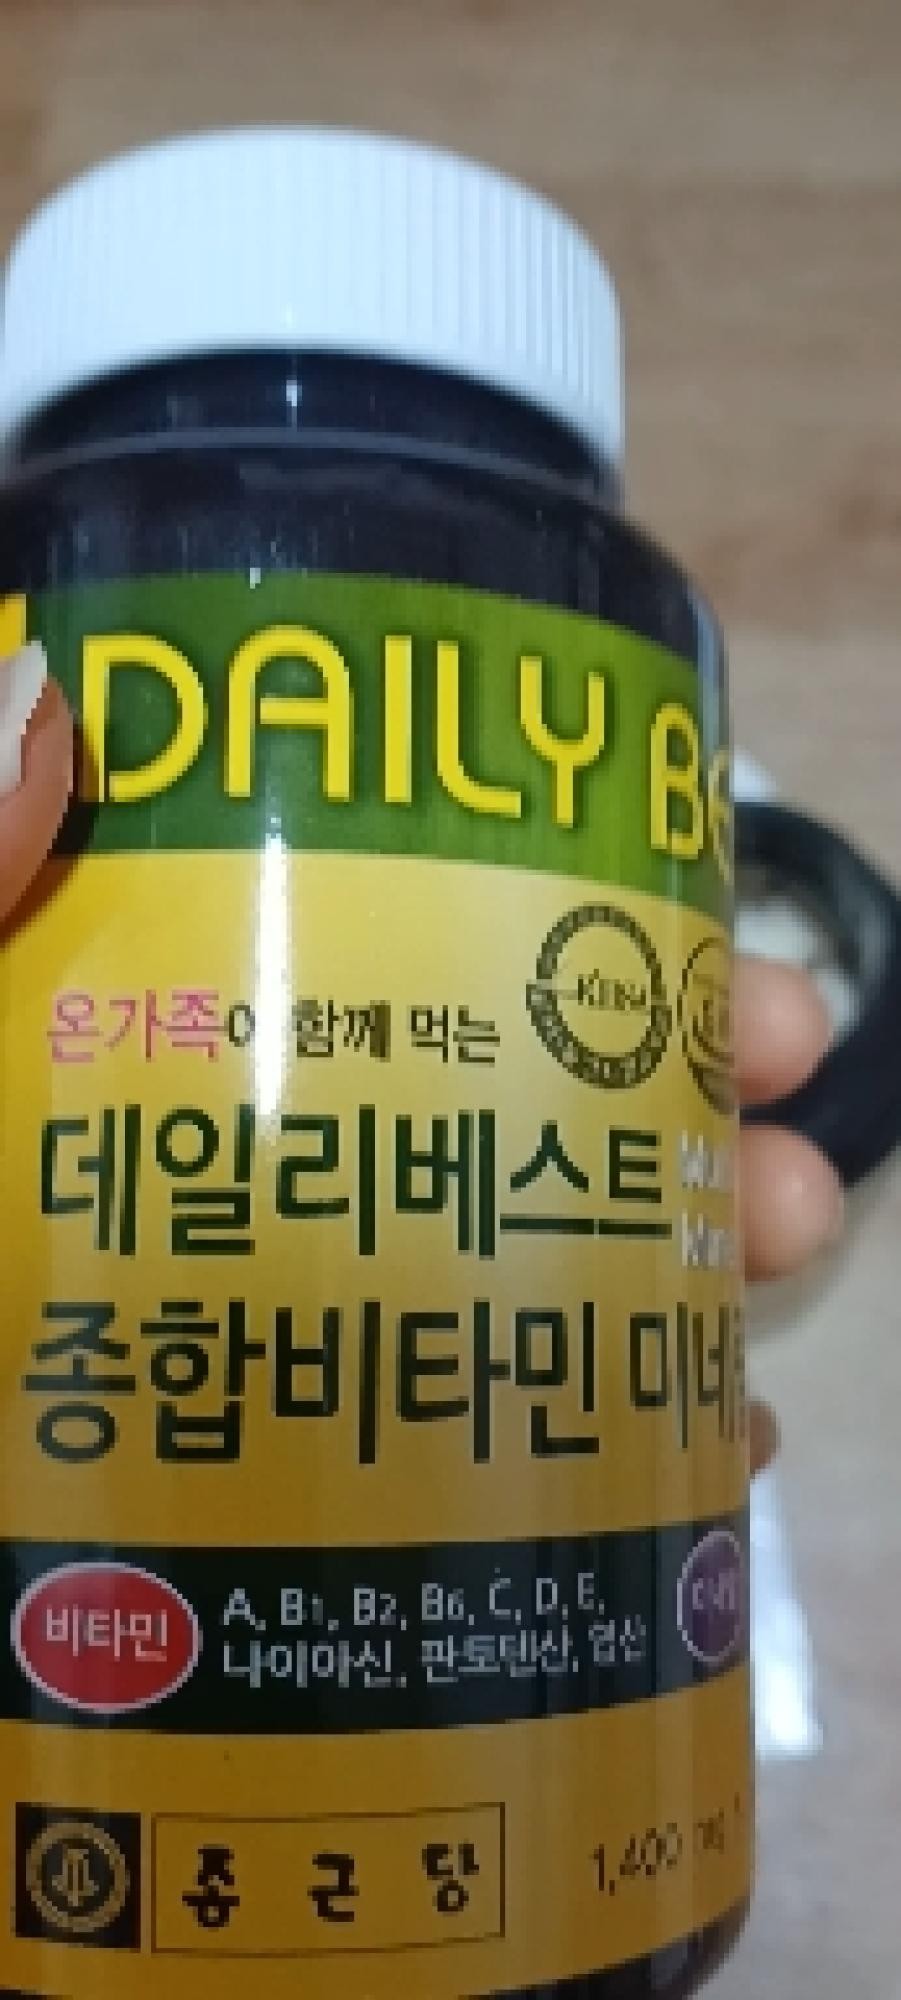 DAILY Be
온가족이 함께 먹는
데일리베스트
종합비타민 미네
비타민
A, B1, B2, B6, C, D, E,
나이아신, 판토텐산, 엽산
종근당
1,400 mg